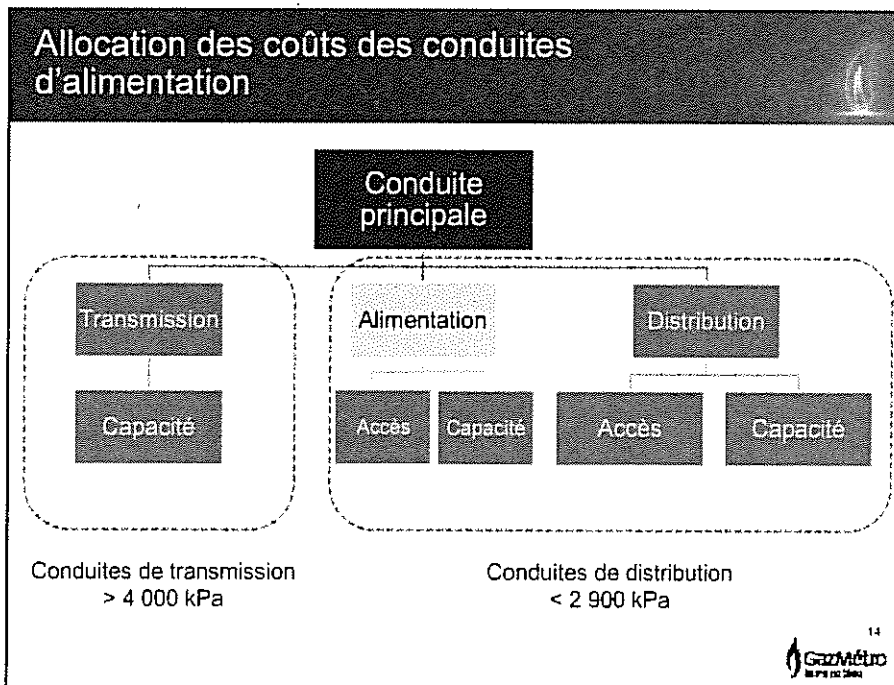 Allocation des coûts des conduites
d'alimentation
Conduite
principale
Transmission
Alimentation
Distribution
Capacité
Accès
Capacité
Accès
Capacité
Conduites de transmission
> 4 000 kPa
Conduites de distribution
< 2 900 kPa
14
GazMétro